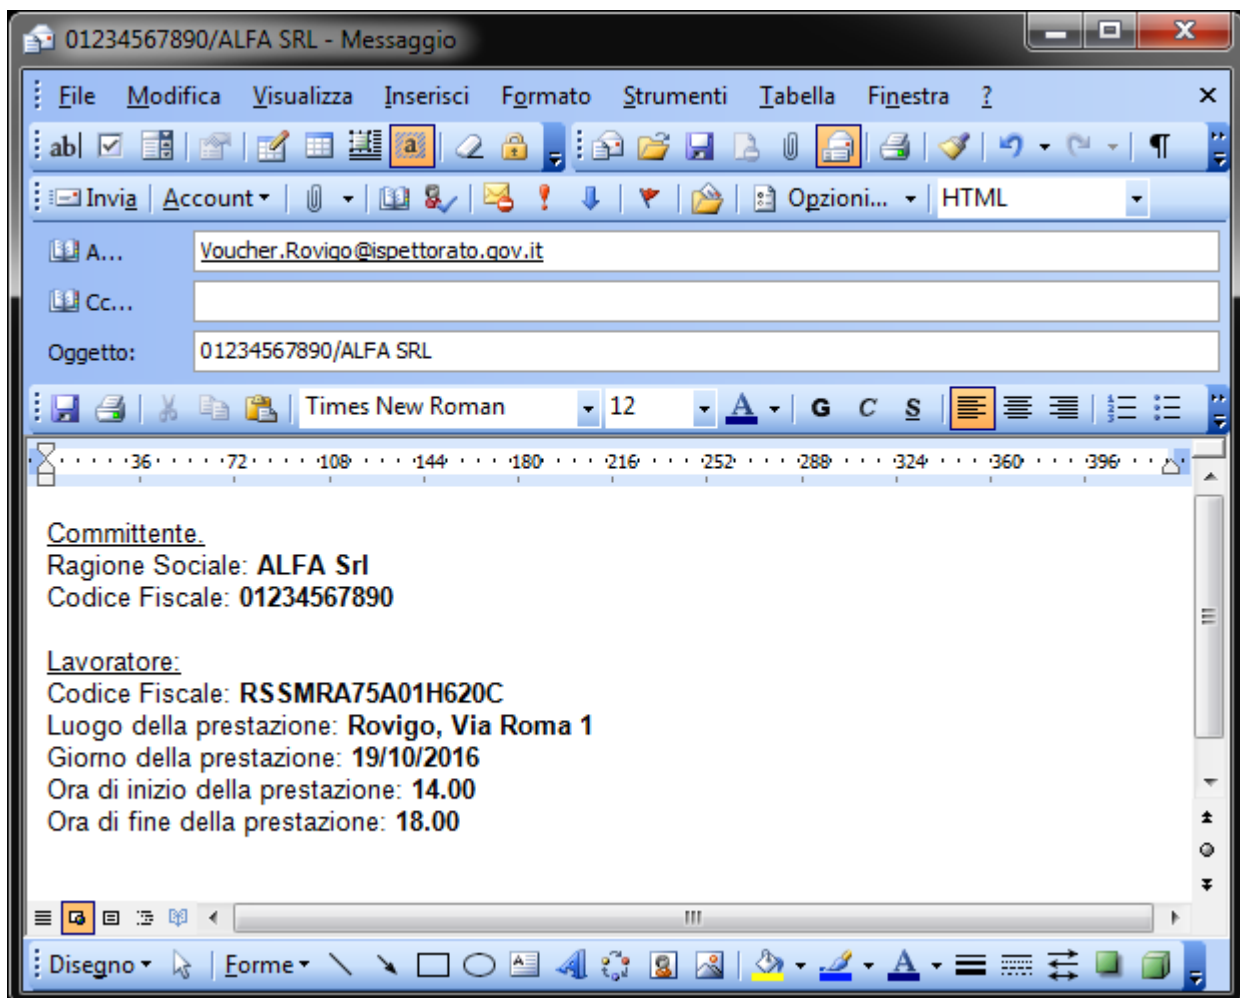 01234567890/ALFA SRL - Messaggio
File Modifica Visualizza Inserisci Formato Strumenti Tabella Finestra ?
Invia Account Opzioni... HTML
A... Voucher.Rovigo@ispettorato.gov.it
Cc...
Oggetto: 01234567890/ALFA SRL
Times New Roman 12 A G C S
36 72 108 144 180 216 252 288 324 360 396
Committente.
Ragione Sociale: ALFA Srl
Codice Fiscale: 01234567890
Lavoratore:
Codice Fiscale: RSSMRA75A01H620C
Luogo della prestazione: Rovigo, Via Roma 1
Giorno della prestazione: 19/10/2016
Ora di inizio della prestazione: 14.00
Ora di fine della prestazione: 18.00
Disegno Forme